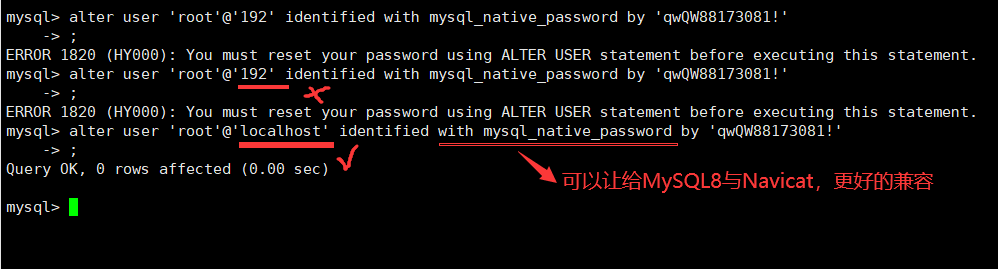 mysql> alter user 'root'@'192' identified with mysql_native_password by 'qwQW88173081!'
    -> ;
ERROR 1820 (HY000): You must reset your password using ALTER USER statement before executing this statement.
mysql> alter user 'root'@'192' identified with mysql_native_password by 'qwQW88173081!'
    -> ;
ERROR 1820 (HY000): You must reset your password using ALTER USER statement before executing this statement.
mysql> alter user 'root'@'localhost' identified with mysql_native_password by 'qwQW88173081!'
    -> ;
Query OK, 0 rows affected (0.00 sec)
可以让给MySQL8与Navicat，更好的兼容
mysql>